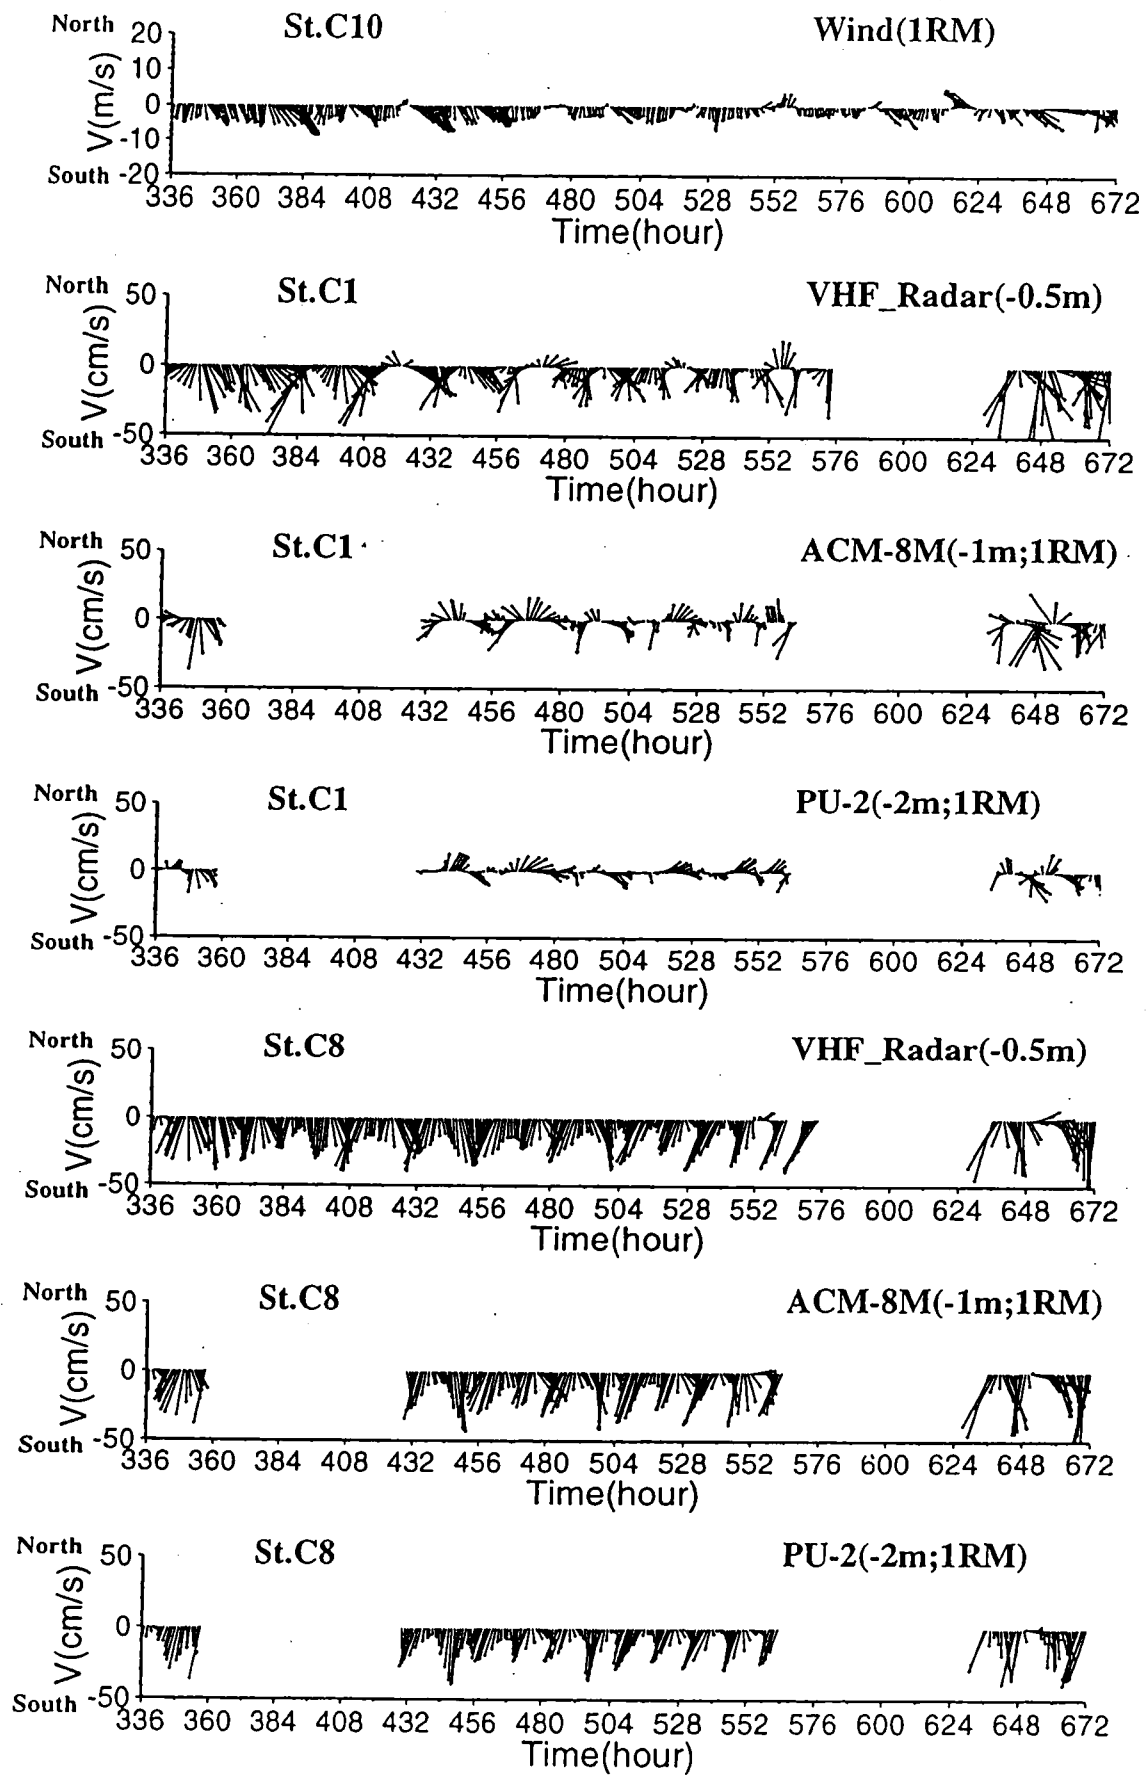 North 20 St.C10 Wind(1RM)
10
V(m/s) 0
-10
South -20
336 360 384 408 432 456 480 504 528 552 576 600 624 648 672
Time(hour)
North 50 St.C1 VHF_Radar(-0.5m)
V(cm/s) 0
South -50
336 360 384 408 432 456 480 504 528 552 576 600 624 648 672
Time(hour)
North 50 St.C1 ACM-8M(-1m;1RM)
V(cm/s) 0
South -50
336 360 384 408 432 456 480 504 528 552 576 600 624 648 672
Time(hour)
North 50 St.C1 PU-2(-2m;1RM)
V(cm/s) 0
South -50
336 360 384 408 432 456 480 504 528 552 576 600 624 648 672
Time(hour)
North 50 St.C8 VHF_Radar(-0.5m)
V(cm/s) 0
South -50
336 360 384 408 432 456 480 504 528 552 576 600 624 648 672
Time(hour)
North 50 St.C8 ACM-8M(-1m;1RM)
V(cm/s) 0
South -50
336 360 384 408 432 456 480 504 528 552 576 600 624 648 672
Time(hour)
North 50 St.C8 PU-2(-2m;1RM)
V(cm/s) 0
South -50
336 360 384 408 432 456 480 504 528 552 576 600 624 648 672
Time(hour)